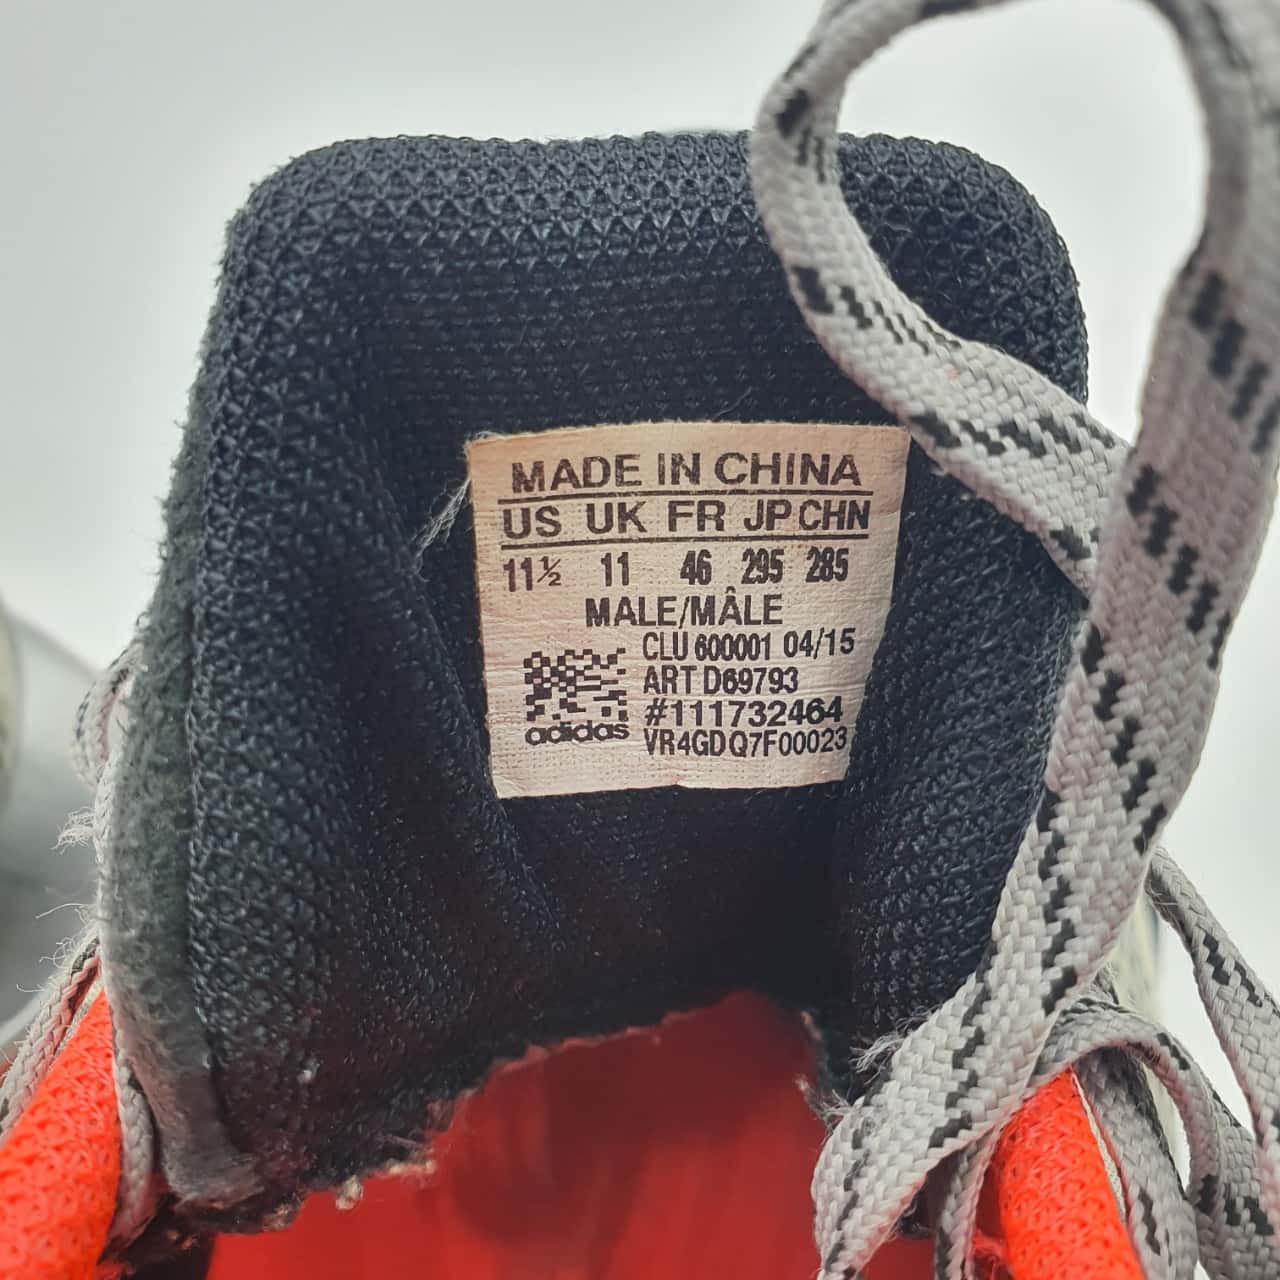 MADE IN CHINA
US UK FR JP CHN
11½ 11 46 295 285
MALE/MÂLE
CLU 600001 04/15
ART D69793
#111732464
adidas
VR4GDQ7F00023